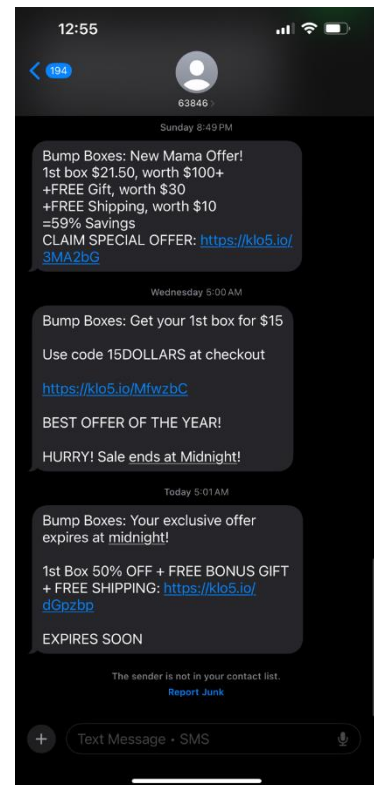 12:55
194
63846 >
Sunday 8:49 PM
Bump Boxes: New Mama Offer!
1st box $21.50, worth $100+
+FREE Gift, worth $30
+FREE Shipping, worth $10
=59% Savings
CLAIM SPECIAL OFFER: https://klo5.io/
3MA2bG
Wednesday 5:00 AM
Bump Boxes: Get your 1st box for $15
Use code 15DOLLARS at checkout
https://klo5.io/MfwzbC
BEST OFFER OF THE YEAR!
HURRY! Sale ends at Midnight!
Today 5:01 AM
Bump Boxes: Your exclusive offer
expires at midnight!
1st Box 50% OFF + FREE BONUS GIFT
+ FREE SHIPPING: https://klo5.io/
dGpzbp
EXPIRES SOON
The sender is not in your contact list.
Report Junk
Text Message • SMS